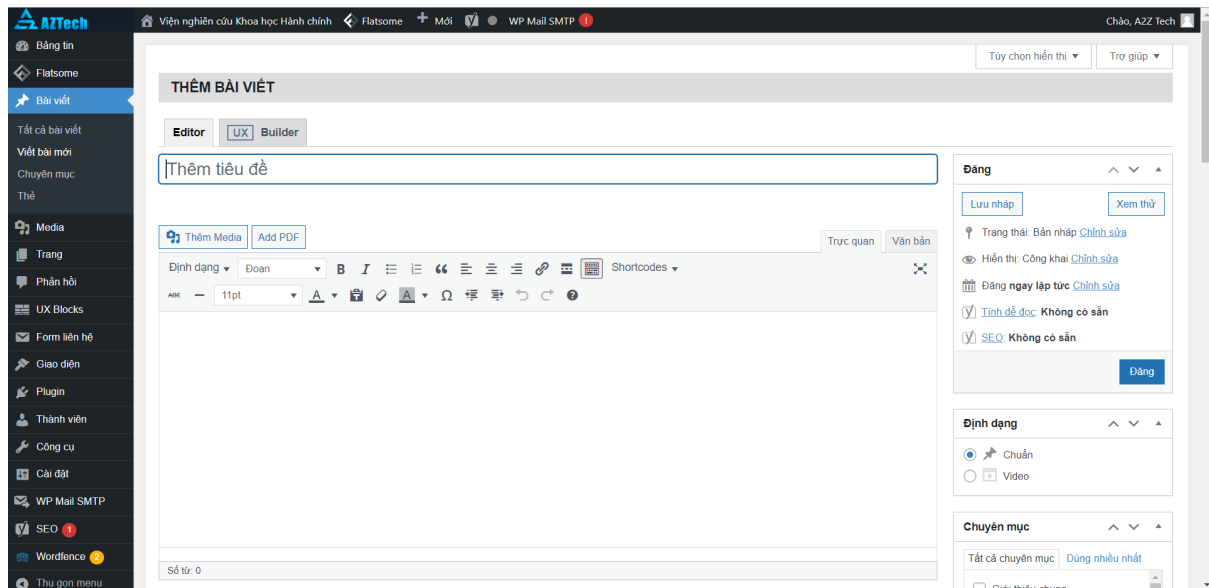 AZTech
Viện nghiên cứu Khoa học Hành chính Flatsome Mới WP Mail SMTP !
Chào, A2Z Tech
Bảng tin
Flatsome
Bài viết
Tất cả bài viết
Viết bài mới
Chuyên mục
Thẻ
Media
Trang
Phản hồi
UX Blocks
Form liên hệ
Giao diện
Plugin
Thành viên
Công cụ
Cài đặt
WP Mail SMTP
SEO 1
Wordfence 2
Thu gọn menu
Tùy chọn hiển thị Trợ giúp
THÊM BÀI VIẾT
Editor UX Builder
Thêm tiêu đề
Thêm Media Add PDF
Trực quan Văn bản
Định dạng Đoạn B I Shortcodes
ABC 11pt A A Ω
Số từ: 0
Đăng
Lưu nháp Xem thử
Trạng thái: Bản nháp Chỉnh sửa
Hiển thị: Công khai Chỉnh sửa
Đăng ngay lập tức Chỉnh sửa
Tính dễ đọc: Không có sẵn
SEO: Không có sẵn
Đăng
Định dạng
Chuẩn
Video
Chuyên mục
Tất cả chuyên mục Dùng nhiều nhất
Giới thiệu chung